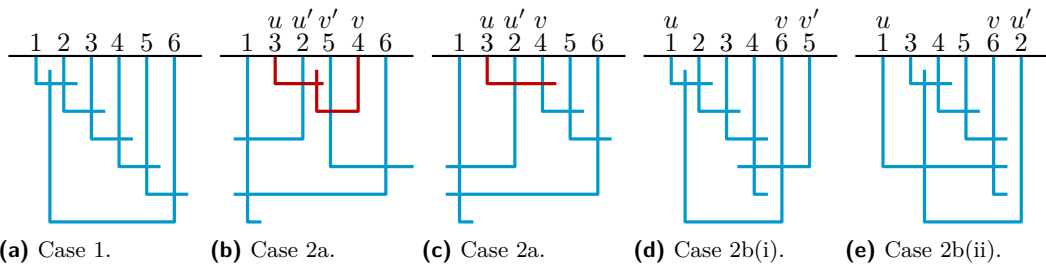 u u′ v′ v u u′ v u v v′ u v u′
1 2 3 4 5 6 1 3 2 5 4 6 1 3 2 4 5 6 1 2 3 4 6 5 1 3 4 5 6 2
(a) Case 1. (b) Case 2a. (c) Case 2a. (d) Case 2b(i). (e) Case 2b(ii).